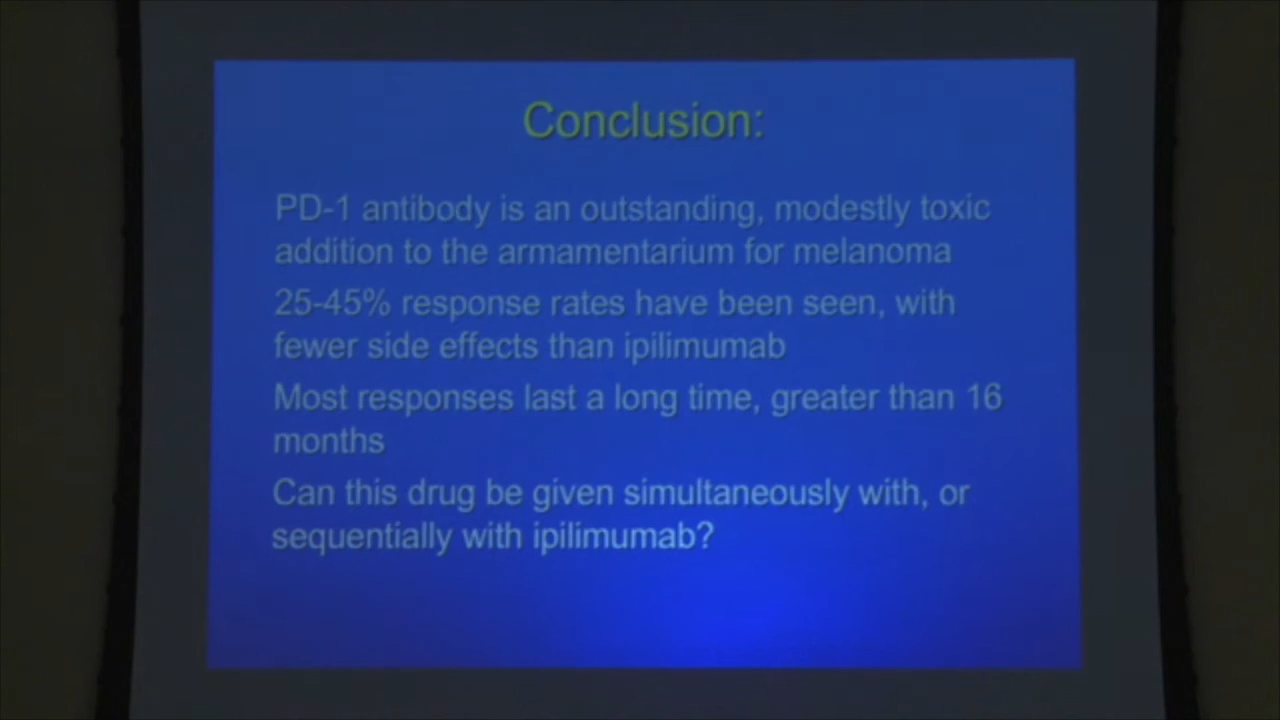 Conclusion:
PD-1 antibody is an outstanding, modestly toxic
addition to the armamentarium for melanoma
25-45% response rates have been seen, with
fewer side effects than ipilimumab
Most responses last a long time, greater than 16
months
Can this drug be given simultaneously with, or
sequentially with ipilimumab?